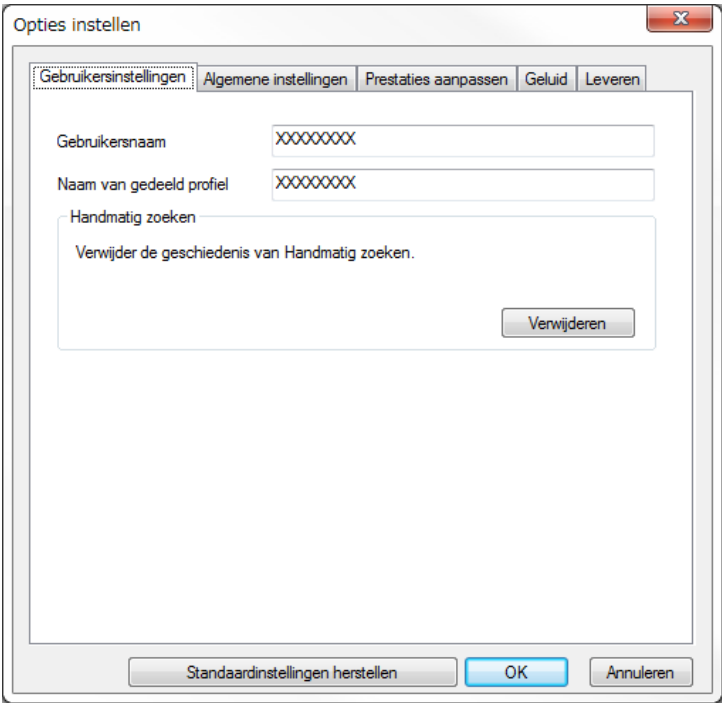 Opties instellen
Gebruikersinstellingen Algemene instellingen Prestaties aanpassen Geluid Leveren
Gebruikersnaam XXXXXXXX
Naam van gedeeld profiel XXXXXXXX
Handmatig zoeken
Verwijder de geschiedenis van Handmatig zoeken.
Verwijderen
Standaardinstellingen herstellen OK Annuleren